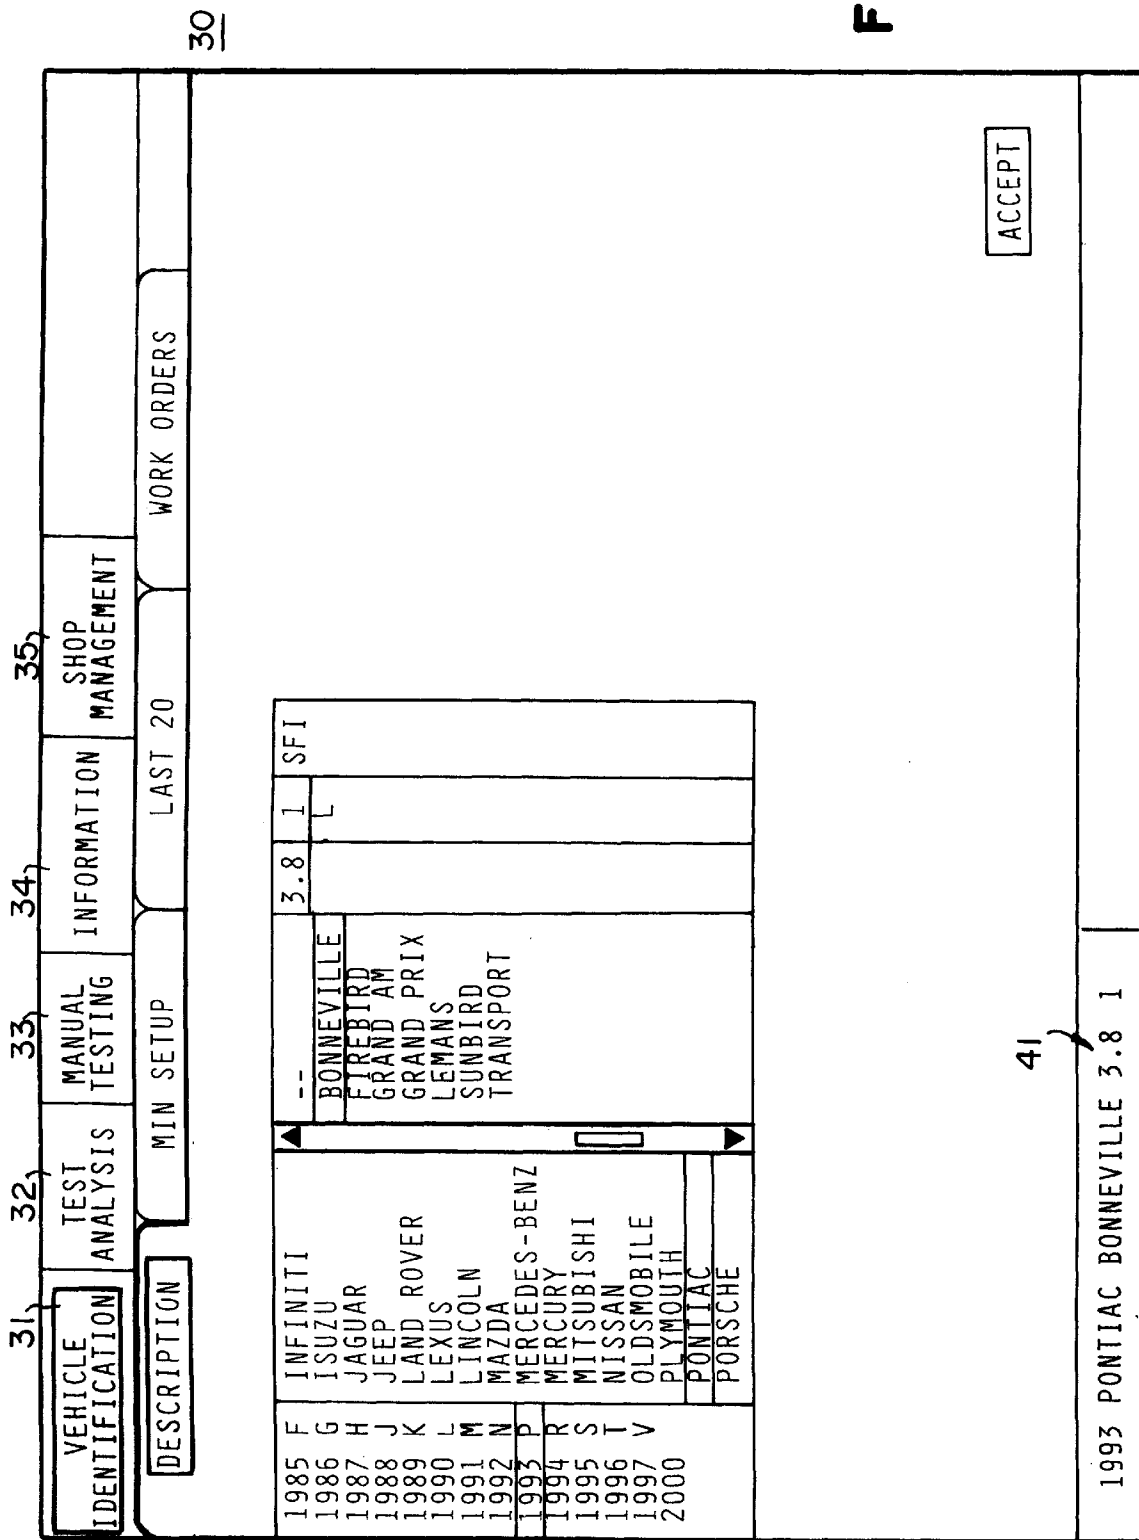 30
31
32
33
34
35
VEHICLE
IDENTIFICATION
TEST
ANALYSIS
MANUAL
TESTING
INFORMATION
SHOP
MANAGEMENT
DESCRIPTION
MIN SETUP
LAST 20
WORK ORDERS
1985 F
1986 G
1987 H
1988 J
1989 K
1990 L
1991 M
1992 N
1993 P
1994 R
1995 S
1996 T
1997 V
2000
INFINITI
ISUZU
JAGUAR
JEEP
LAND ROVER
LEXUS
LINCOLN
MAZDA
MERCEDES-BENZ
MERCURY
MITSUBISHI
NISSAN
OLDSMOBILE
PLYMOUTH
PONTIAC
PORSCHE
--
BONNEVILLE
FIREBIRD
GRAND AM
GRAND PRIX
LEMANS
SUNBIRD
TRANSPORT
3.8
1
L
SFI
ACCEPT
41
1993 PONTIAC BONNEVILLE 3.8 1
F